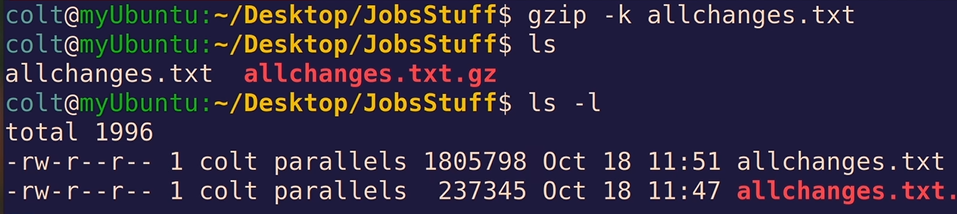 colt@myUbuntu:~/Desktop/JobsStuff$ gzip -k allchanges.txt
colt@myUbuntu:~/Desktop/JobsStuff$ ls
allchanges.txt  allchanges.txt.gz
colt@myUbuntu:~/Desktop/JobsStuff$ ls -l
total 1996
-rw-r--r-- 1 colt parallels 1805798 Oct 18 11:51 allchanges.txt
-rw-r--r-- 1 colt parallels  237345 Oct 18 11:47 allchanges.txt.